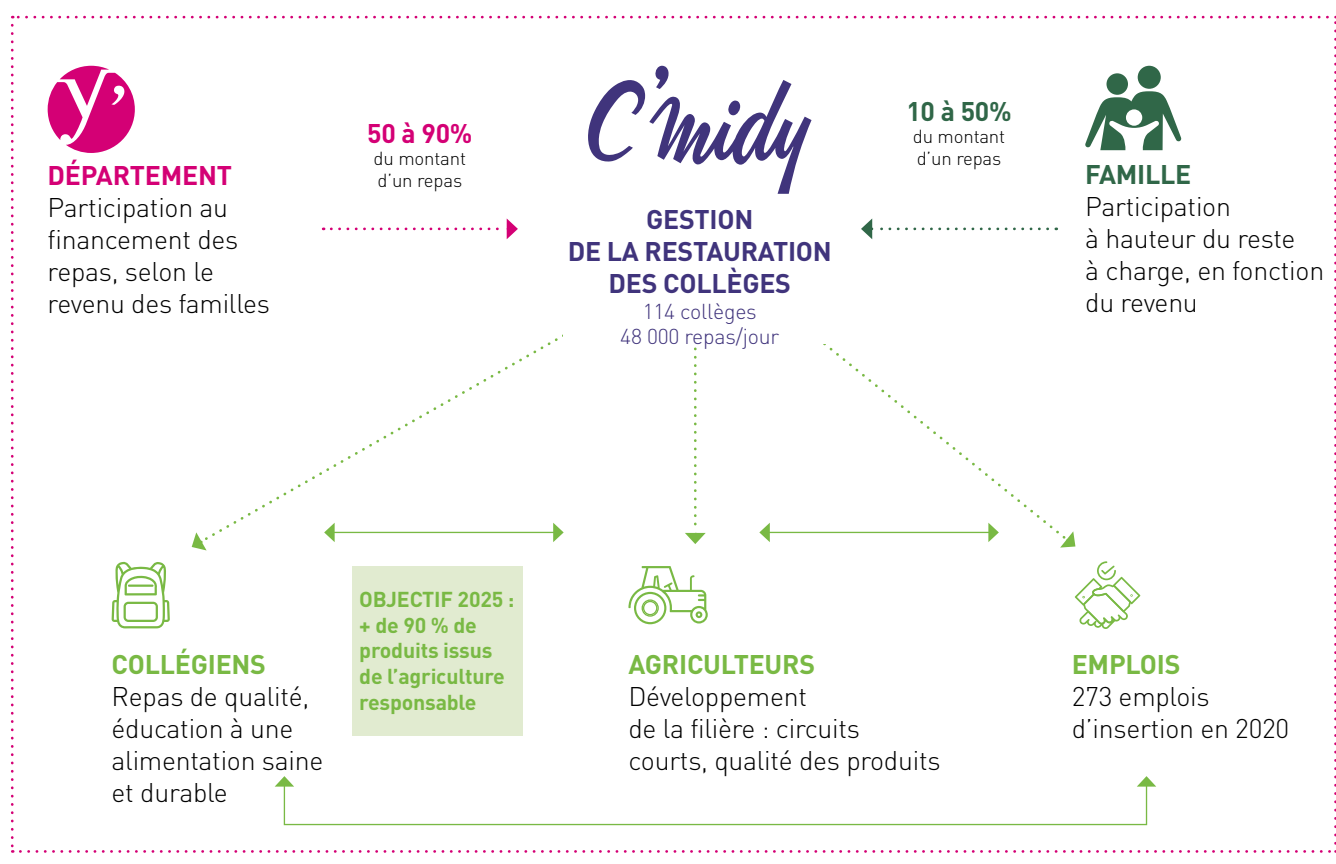 y’
DÉPARTEMENT
Participation au
financement des
repas, selon le
revenu des familles
50 à 90%
du montant
d’un repas
C’midy
GESTION
DE LA RESTAURATION
DES COLLÈGES
114 collèges
48 000 repas/jour
10 à 50%
du montant
d’un repas
FAMILLE
Participation
à hauteur du reste
à charge, en fonction
du revenu
COLLÉGIENS
Repas de qualité,
éducation à une
alimentation saine
et durable
OBJECTIF 2025 :
+ de 90 % de
produits issus
de l’agriculture
responsable
AGRICULTEURS
Développement
de la filière : circuits
courts, qualité des produits
EMPLOIS
273 emplois
d’insertion en 2020